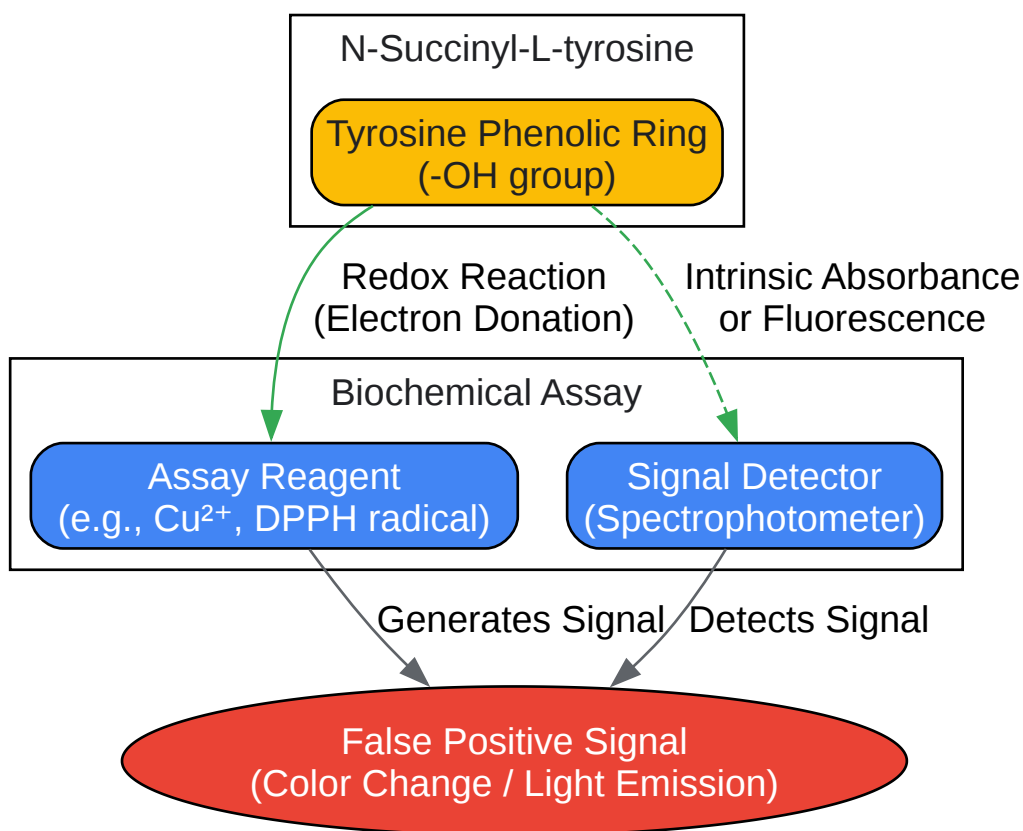 N-Succinyl-L-tyrosine
Tyrosine Phenolic Ring
(-OH group)
Redox Reaction
(Electron Donation)
Intrinsic Absorbance
or Fluorescence
Biochemical Assay
Assay Reagent
(e.g., Cu²⁺, DPPH radical)
Signal Detector
(Spectrophotometer)
Generates Signal
Detects Signal
False Positive Signal
(Color Change / Light Emission)